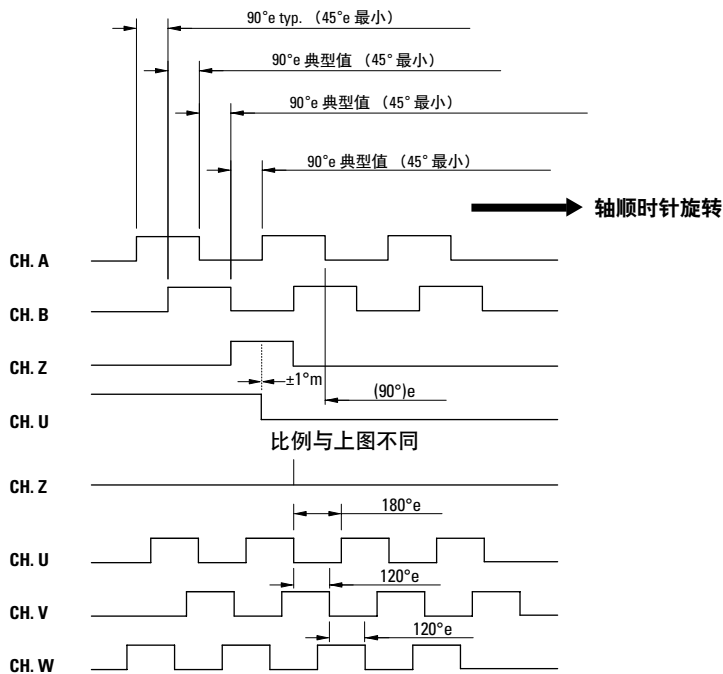 90°e typ. （45°e 最小）
90°e 典型值 （45° 最小）
90°e 典型值 （45° 最小）
90°e 典型值 （45° 最小）
轴顺时针旋转
CH. A
CH. B
CH. Z
±1°m
(90°)e
CH. U
比例与上图不同
CH. Z
180°e
CH. U
120°e
CH. V
120°e
CH. W